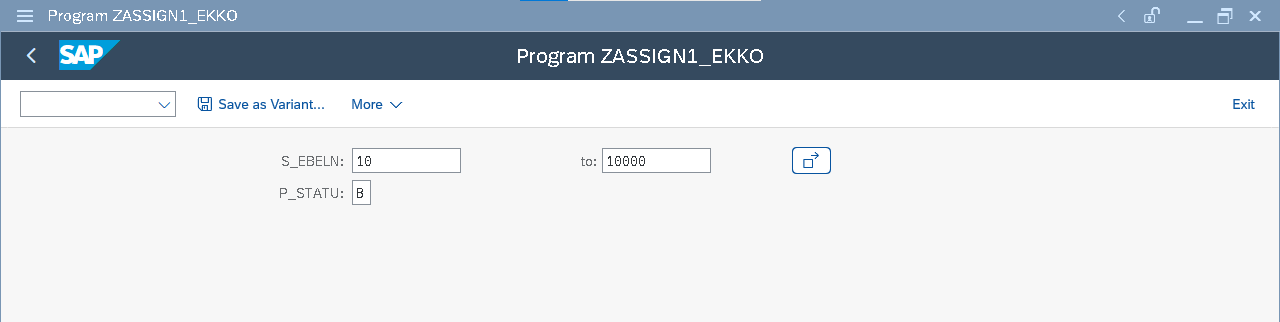 Program ZASSIGN1_EKKO
SAP Program ZASSIGN1_EKKO
Save as Variant... More Exit
S_EBELN: 10 to: 10000
P_STATU: B